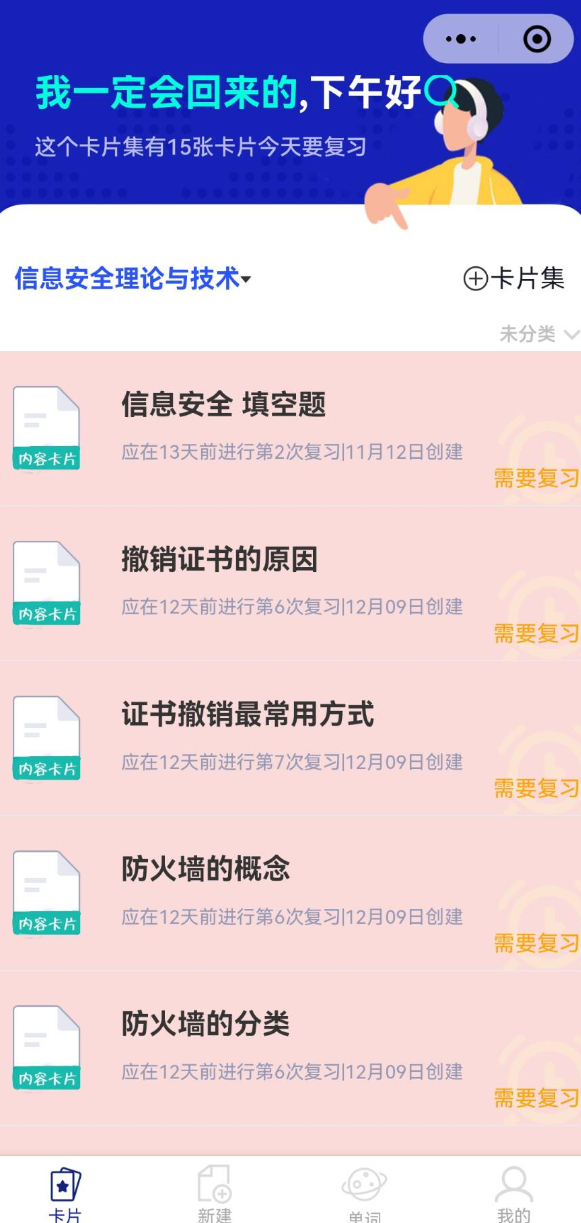 我一定会回来的,下午好
这个卡片集有15张卡片今天要复习
信息安全理论与技术
卡片集
未分类
信息安全 填空题
内容卡片
应在13天前进行第2次复习|11月12日创建
需要复习
撤销证书的原因
内容卡片
应在12天前进行第6次复习|12月09日创建
需要复习
证书撤销最常用方式
内容卡片
应在12天前进行第7次复习|12月09日创建
需要复习
防火墙的概念
内容卡片
应在12天前进行第6次复习|12月09日创建
需要复习
防火墙的分类
内容卡片
应在12天前进行第6次复习|12月09日创建
需要复习
卡片 新建 单词 我的